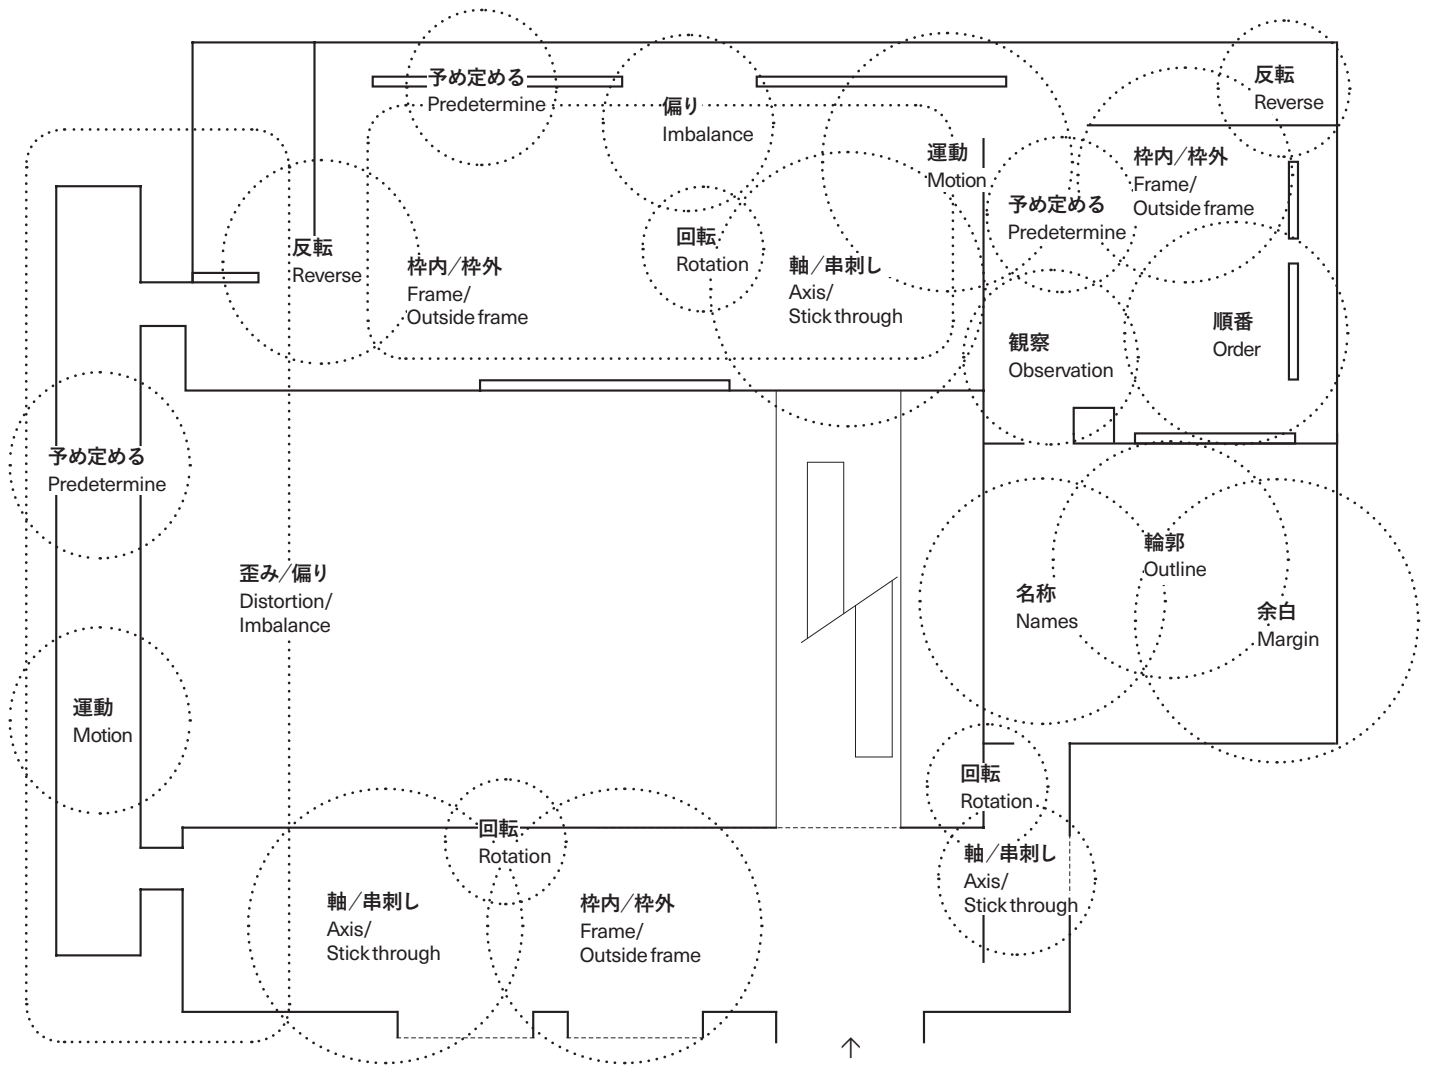 予め定める
Predetermine
偏り
Imbalance
反転
Reverse
運動
Motion
枠内/枠外
Frame/
Outside frame
予め定める
Predetermine
反転
Reverse
枠内/枠外
Frame/
Outside frame
回転
Rotation
軸/串刺し
Axis/
Stick through
観察
Observation
順番
Order
予め定める
Predetermine
歪み/偏り
Distortion/
Imbalance
名称
Names
輪郭
Outline
余白
Margin
運動
Motion
回転
Rotation
軸/串刺し
Axis/
Stick through
回転
Rotation
軸/串刺し
Axis/
Stick through
枠内/枠外
Frame/
Outside frame